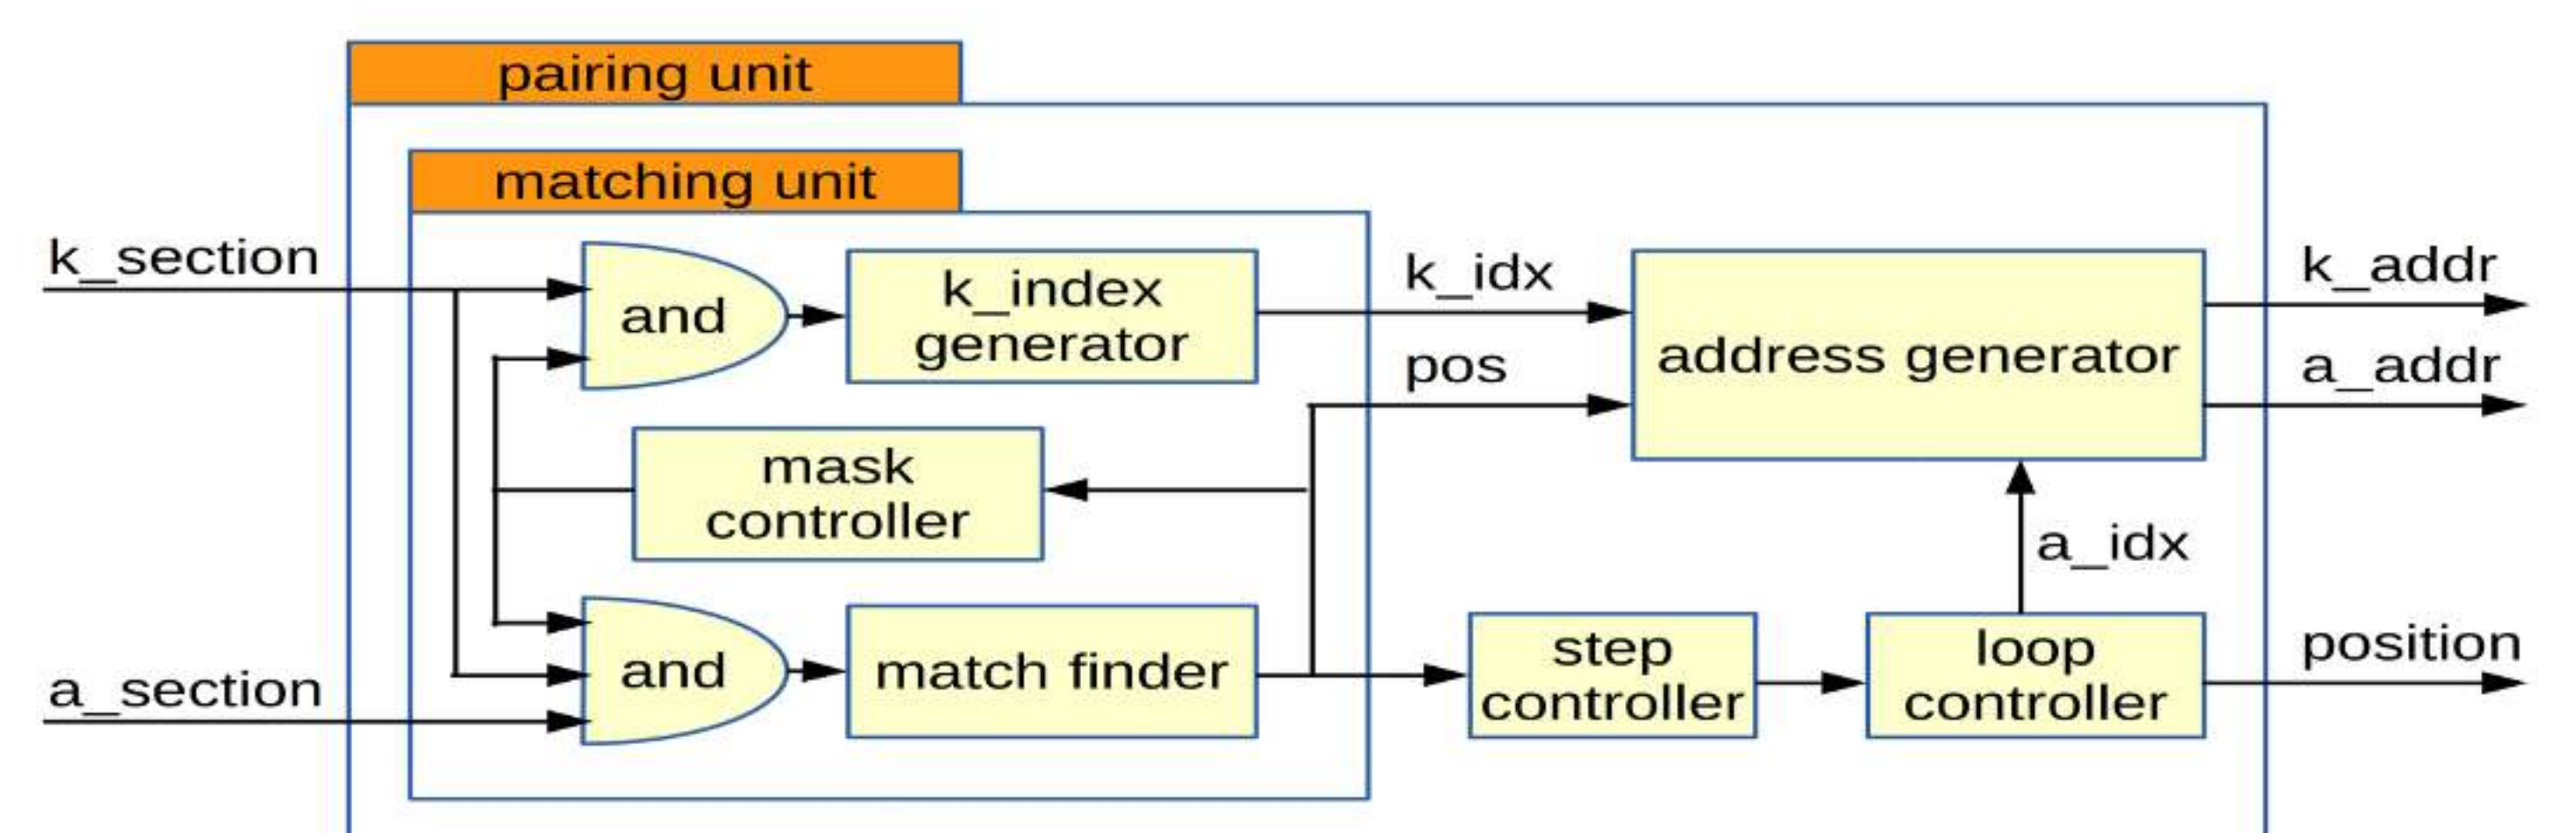 pairing unit
matching unit
k_section
and
k_index
generator
k_idx
pos
address generator
k_addr
a_addr
mask
controller
a_idx
a_section
and
match finder
step
controller
loop
controller
position